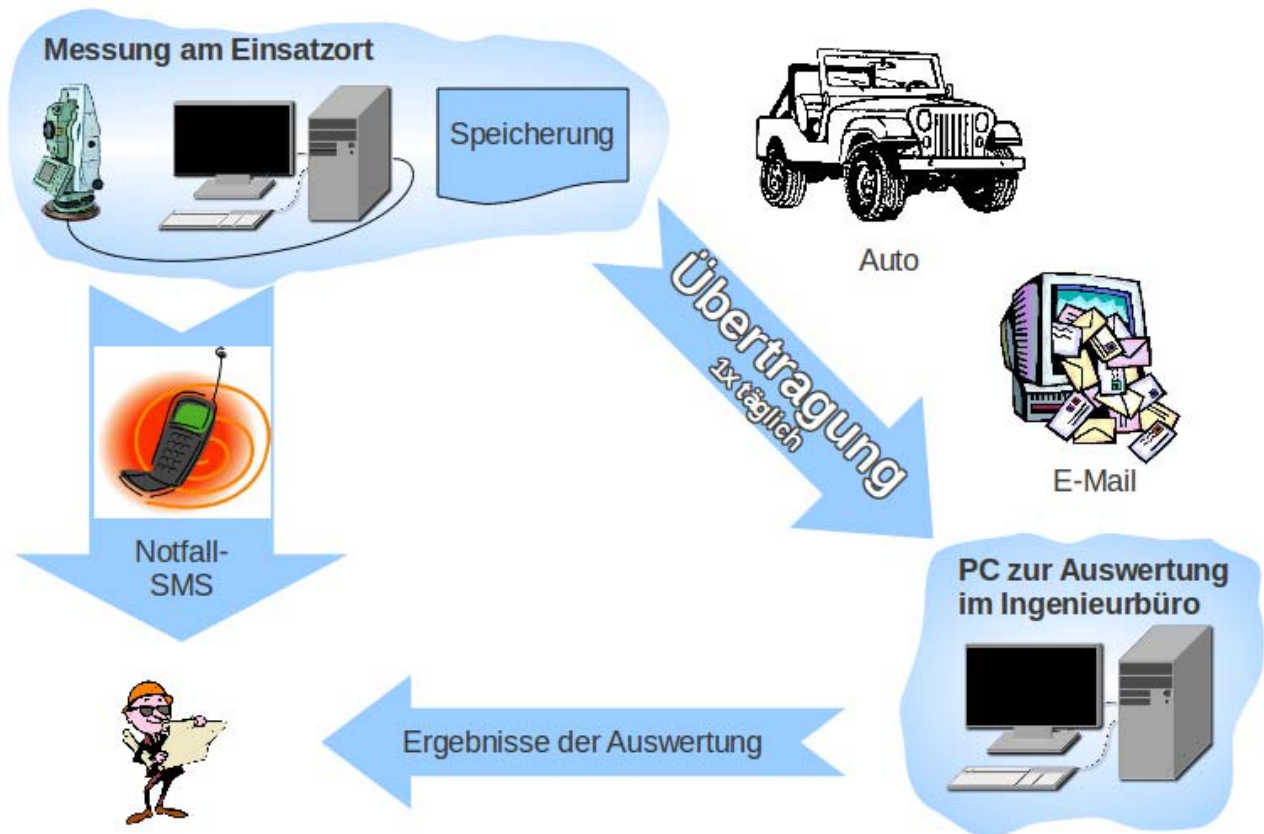 Messung am Einsatzort
Speicherung
Auto
Übertragung
1x täglich
E-Mail
Notfall-
SMS
PC zur Auswertung
im Ingenieurbüro
Ergebnisse der Auswertung